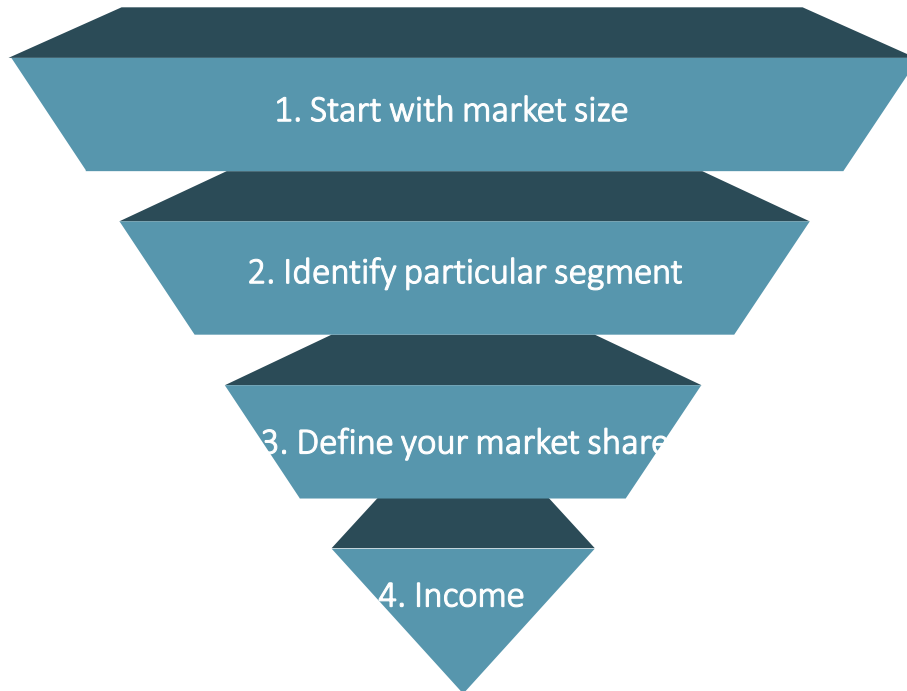 1. Start with market size
2. Identify particular segment
3. Define your market share
4. Income